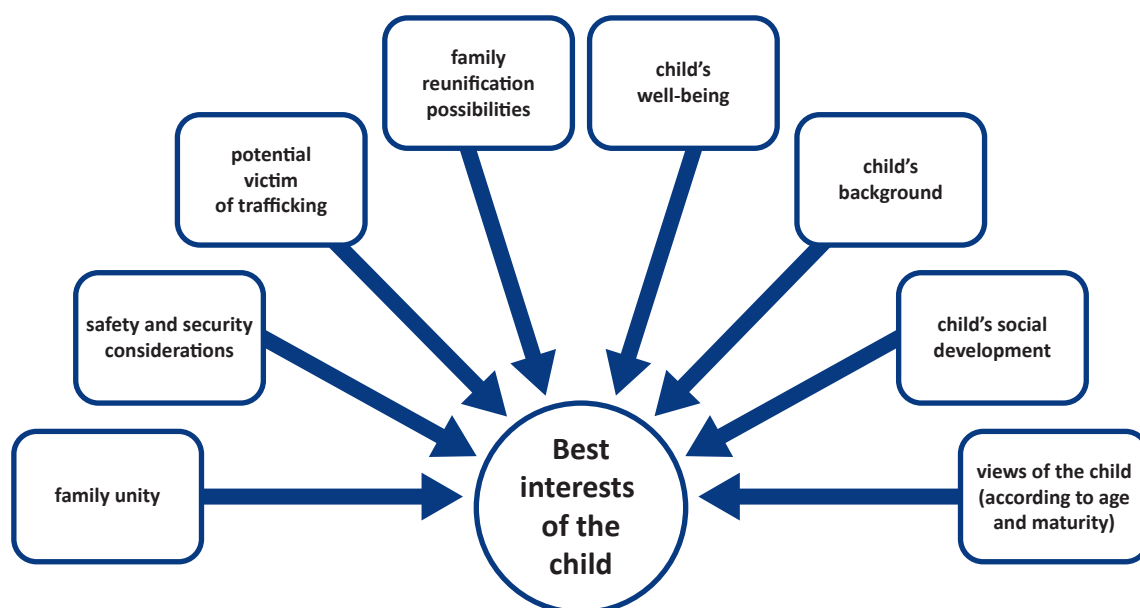 family
reunification
possibilities
child’s
well-being
potential
victim
of trafficking
child’s
background
safety and security
considerations
child’s social
development
family unity
Best
interests
of the
child
views of the child
(according to age
and maturity)